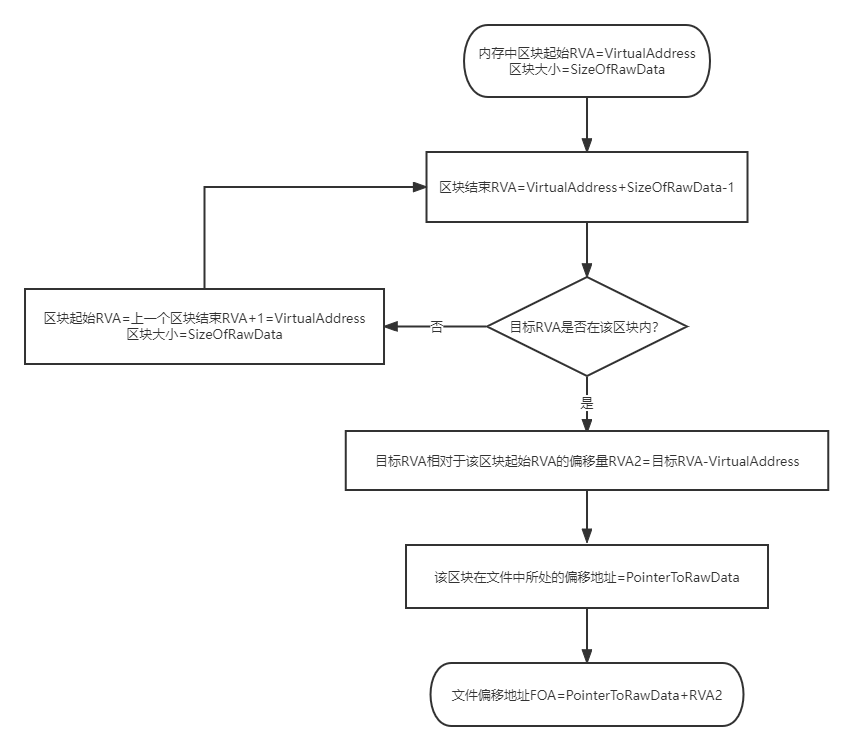 内存中区块起始RVA=VirtualAddress
区块大小=SizeOfRawData
区块结束RVA=VirtualAddress+SizeOfRawData-1
区块起始RVA=上一个区块结束RVA+1=VirtualAddress
区块大小=SizeOfRawData
否
目标RVA是否在该区块内?
是
目标RVA相对于该区块起始RVA的偏移量RVA2=目标RVA-VirtualAddress
该区块在文件中所处的偏移地址=PointerToRawData
文件偏移地址FOA=PointerToRawData+RVA2